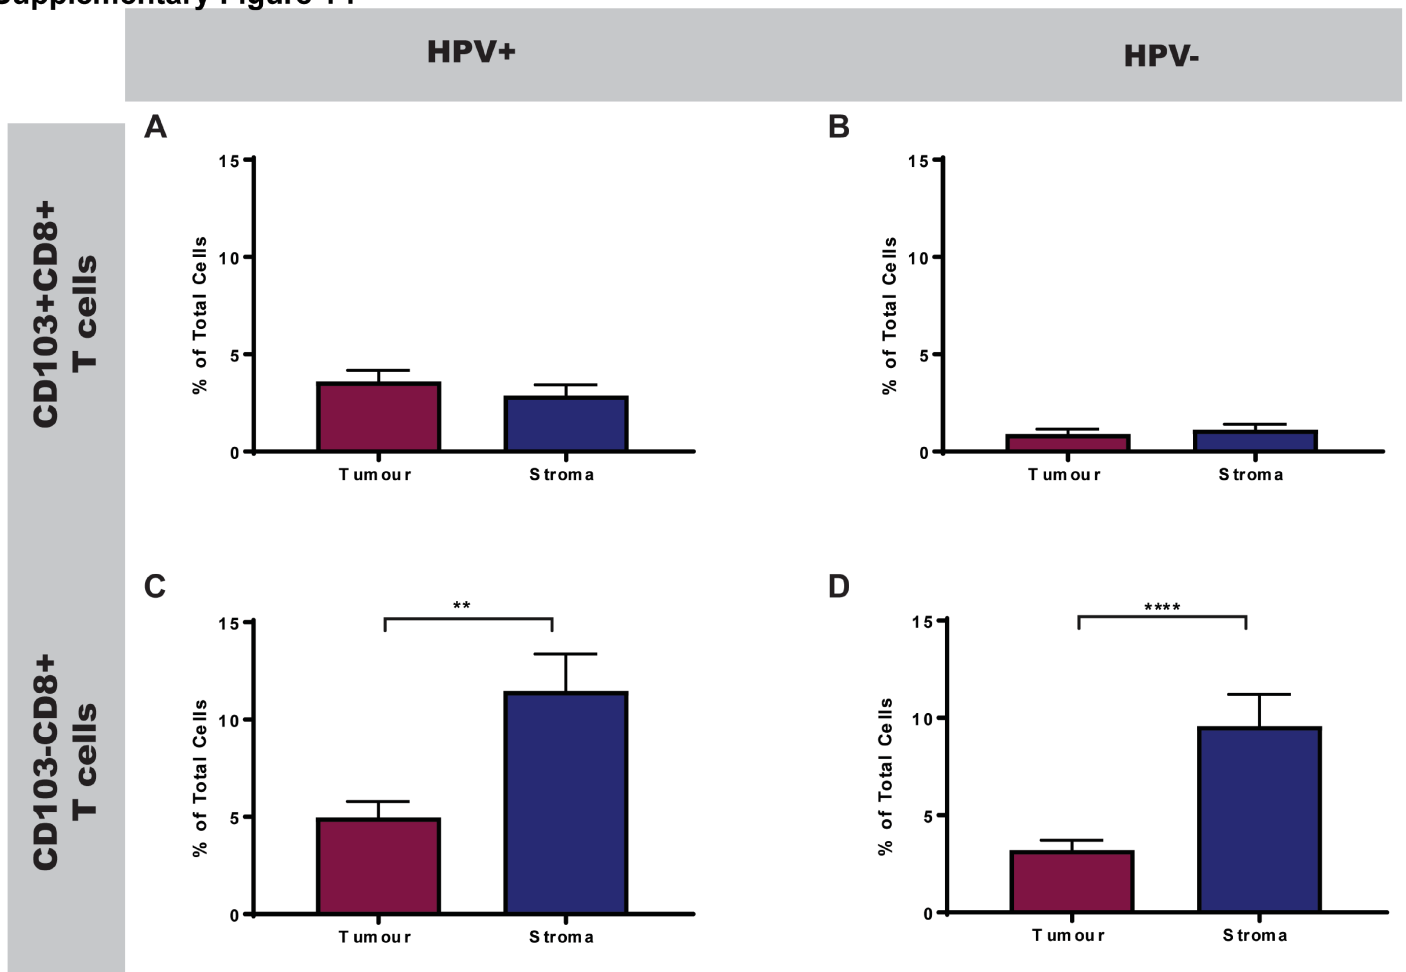 Supplementary Figure
HPV+
HPV-
CD103+CD8+
T cells
CD103-CD8+
T cells
A
15
10
5
0
% of Total Cells
Tumour
Stroma
B
15
10
5
0
% of Total Cells
Tumour
Stroma
C
**
15
10
5
0
% of Total Cells
Tumour
Stroma
D
****
15
10
5
0
% of Total Cells
Tumour
Stroma